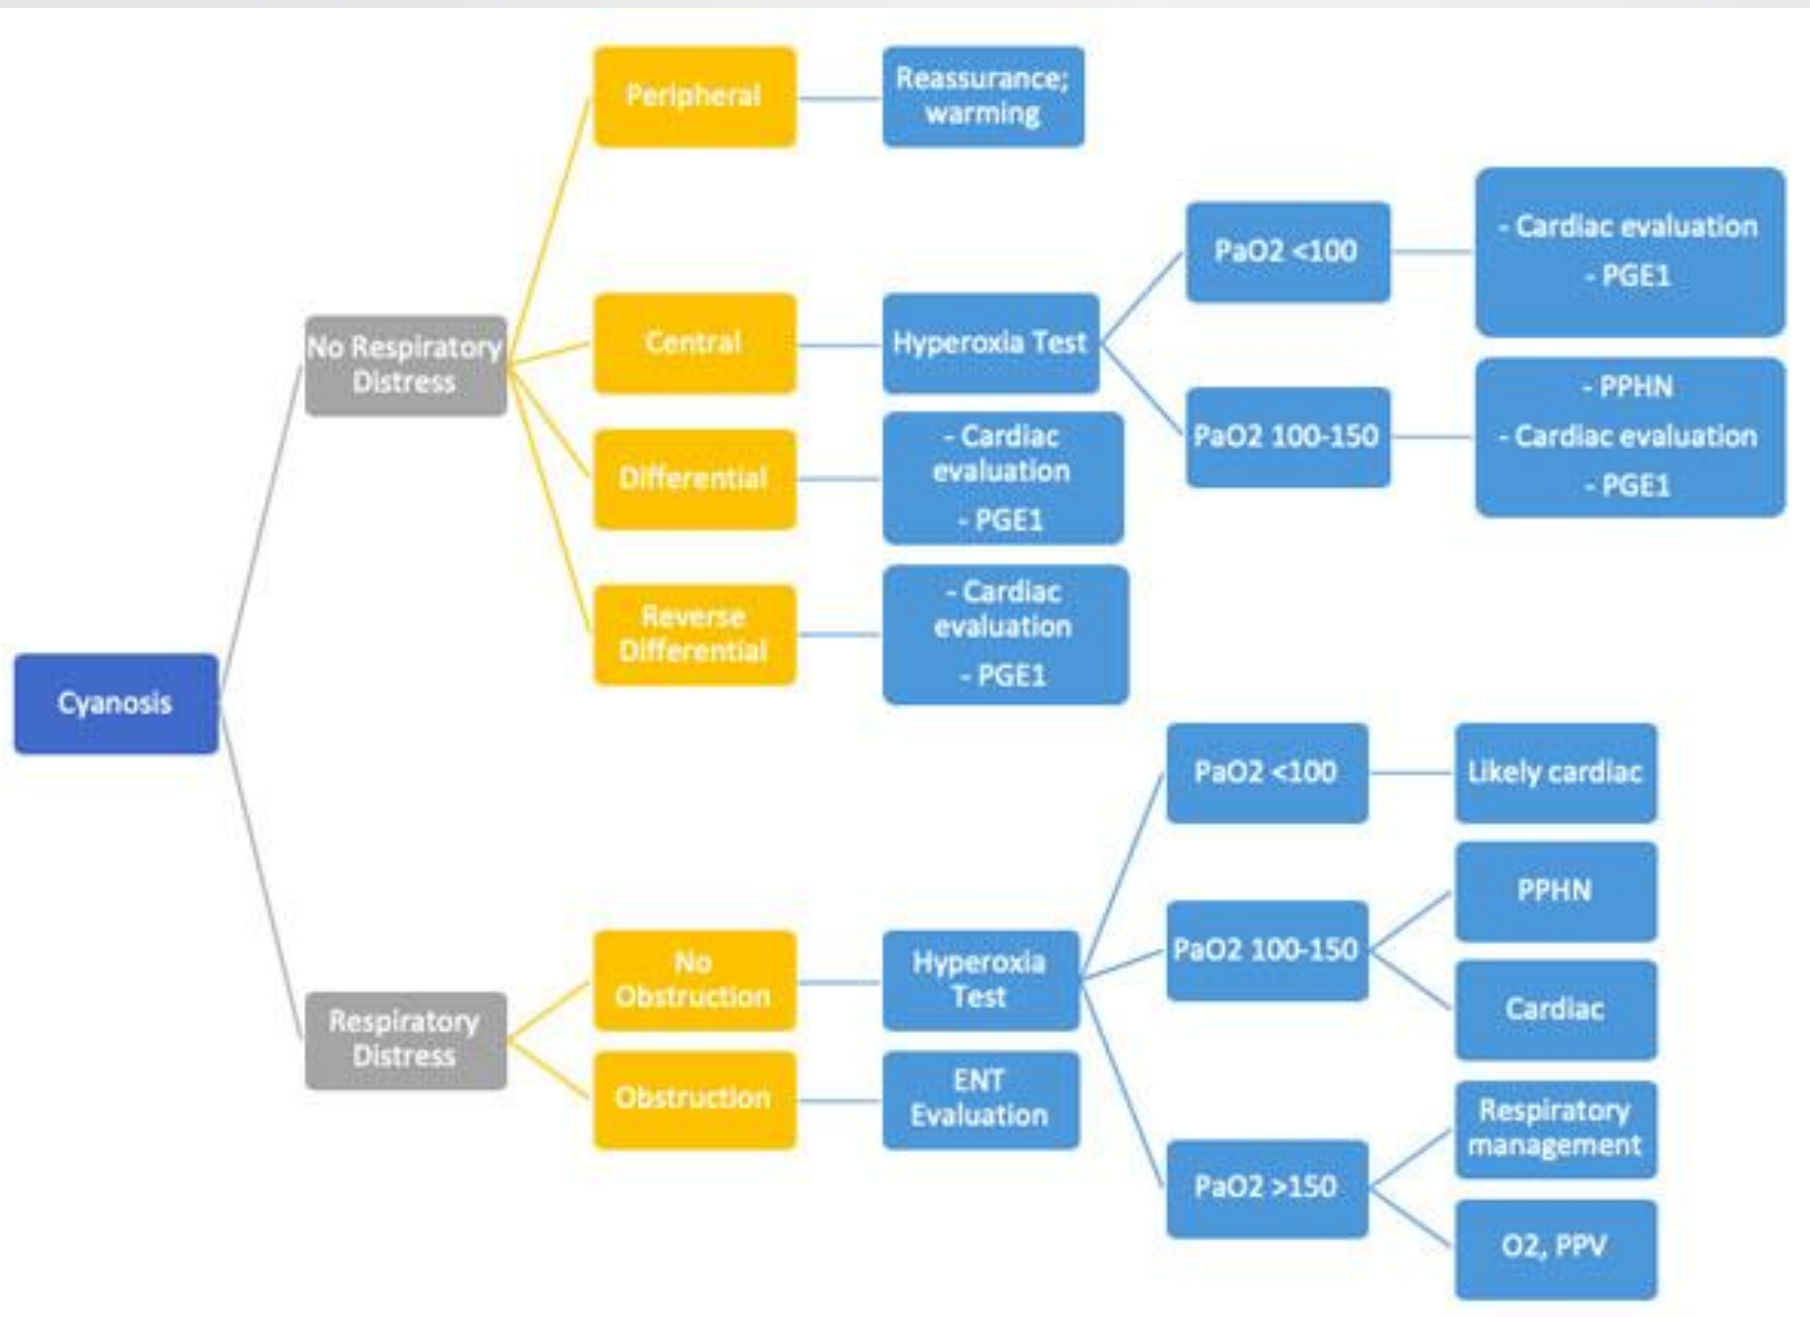 Cyanosis
No Respiratory
Distress
Peripheral
Reassurance;
warming
Central
Hyperoxia Test
PaO2 <100
- Cardiac evaluation
- PGE1
PaO2 100-150
- PPHN
- Cardiac evaluation
- PGE1
Differential
- Cardiac
evaluation
- PGE1
Reverse
Differential
- Cardiac
evaluation
- PGE1
Respiratory
Distress
No
Obstruction
Hyperoxia
Test
PaO2 <100
Likely cardiac
PaO2 100-150
PPHN
Cardiac
PaO2 >150
Respiratory
management
O2, PPV
Obstruction
ENT
Evaluation